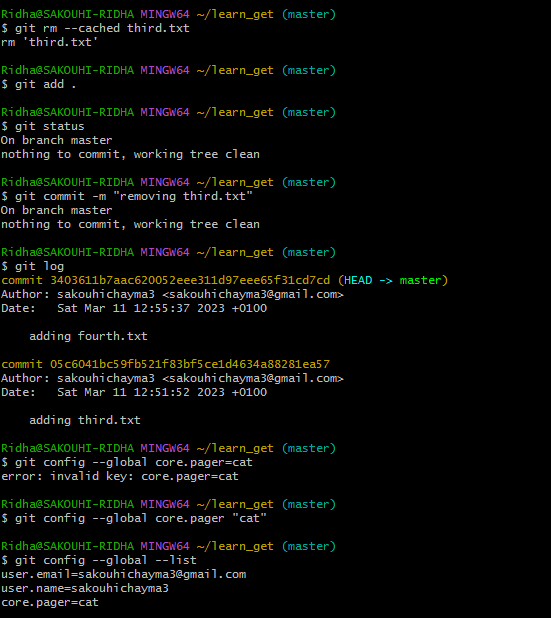 Ridha@SAKOUHI-RIDHA MINGW64 ~/learn_get (master)
$ git rm --cached third.txt
rm 'third.txt'
Ridha@SAKOUHI-RIDHA MINGW64 ~/learn_get (master)
$ git add .
Ridha@SAKOUHI-RIDHA MINGW64 ~/learn_get (master)
$ git status
On branch master
nothing to commit, working tree clean
Ridha@SAKOUHI-RIDHA MINGW64 ~/learn_get (master)
$ git commit -m "removing third.txt"
On branch master
nothing to commit, working tree clean
Ridha@SAKOUHI-RIDHA MINGW64 ~/learn_get (master)
$ git log
commit 3403611b7aac620052eee311d97eee65f31cd7cd (HEAD -> master)
Author: sakouhichayma3 <sakouhichayma3@gmail.com>
Date:   Sat Mar 11 12:55:37 2023 +0100
    adding fourth.txt
commit 05c6041bc59fb521f83bf5ce1d4634a88281ea57
Author: sakouhichayma3 <sakouhichayma3@gmail.com>
Date:   Sat Mar 11 12:51:52 2023 +0100
    adding third.txt
Ridha@SAKOUHI-RIDHA MINGW64 ~/learn_get (master)
$ git config --global core.pager=cat
error: invalid key: core.pager=cat
Ridha@SAKOUHI-RIDHA MINGW64 ~/learn_get (master)
$ git config --global core.pager "cat"
Ridha@SAKOUHI-RIDHA MINGW64 ~/learn_get (master)
$ git config --global --list
user.email=sakouhichayma3@gmail.com
user.name=sakouhichayma3
core.pager=cat